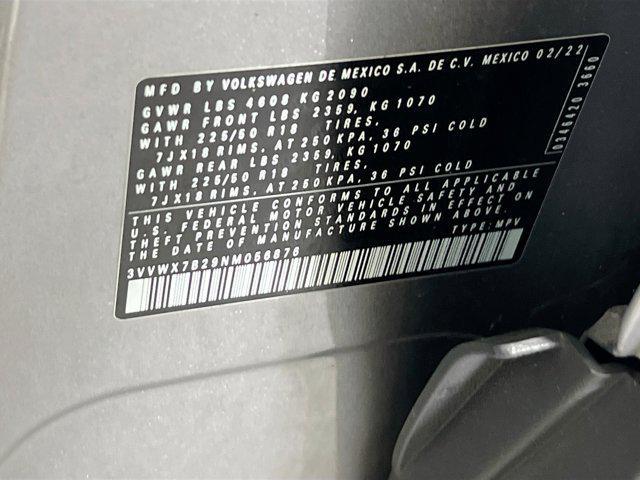 MFD BY VOLKSWAGEN DE MEXICO S.A. DE C.V. MEXICO 02/22
GVWR LBS 4608 KG 2090
GAWR FRONT LBS 2359, KG 1070
WITH 225/50 R18 TIRES,
7JX18 RIMS, AT 250 KPA, 36 PSI COLD
GAWR REAR LBS 2359, KG 1070
WITH 225/50 R18 TIRES,
7JX18 RIMS, AT 250 KPA, 36 PSI COLD
THIS VEHICLE CONFORMS TO ALL APPLICABLE
U.S. FEDERAL MOTOR VEHICLE SAFETY AND
THEFT PREVENTION STANDARDS IN EFFECT ON
THE DATE OF MANUFACTURE SHOWN ABOVE.
3VVWX7B29NM056876
TYPE: MPV
0346420 3660